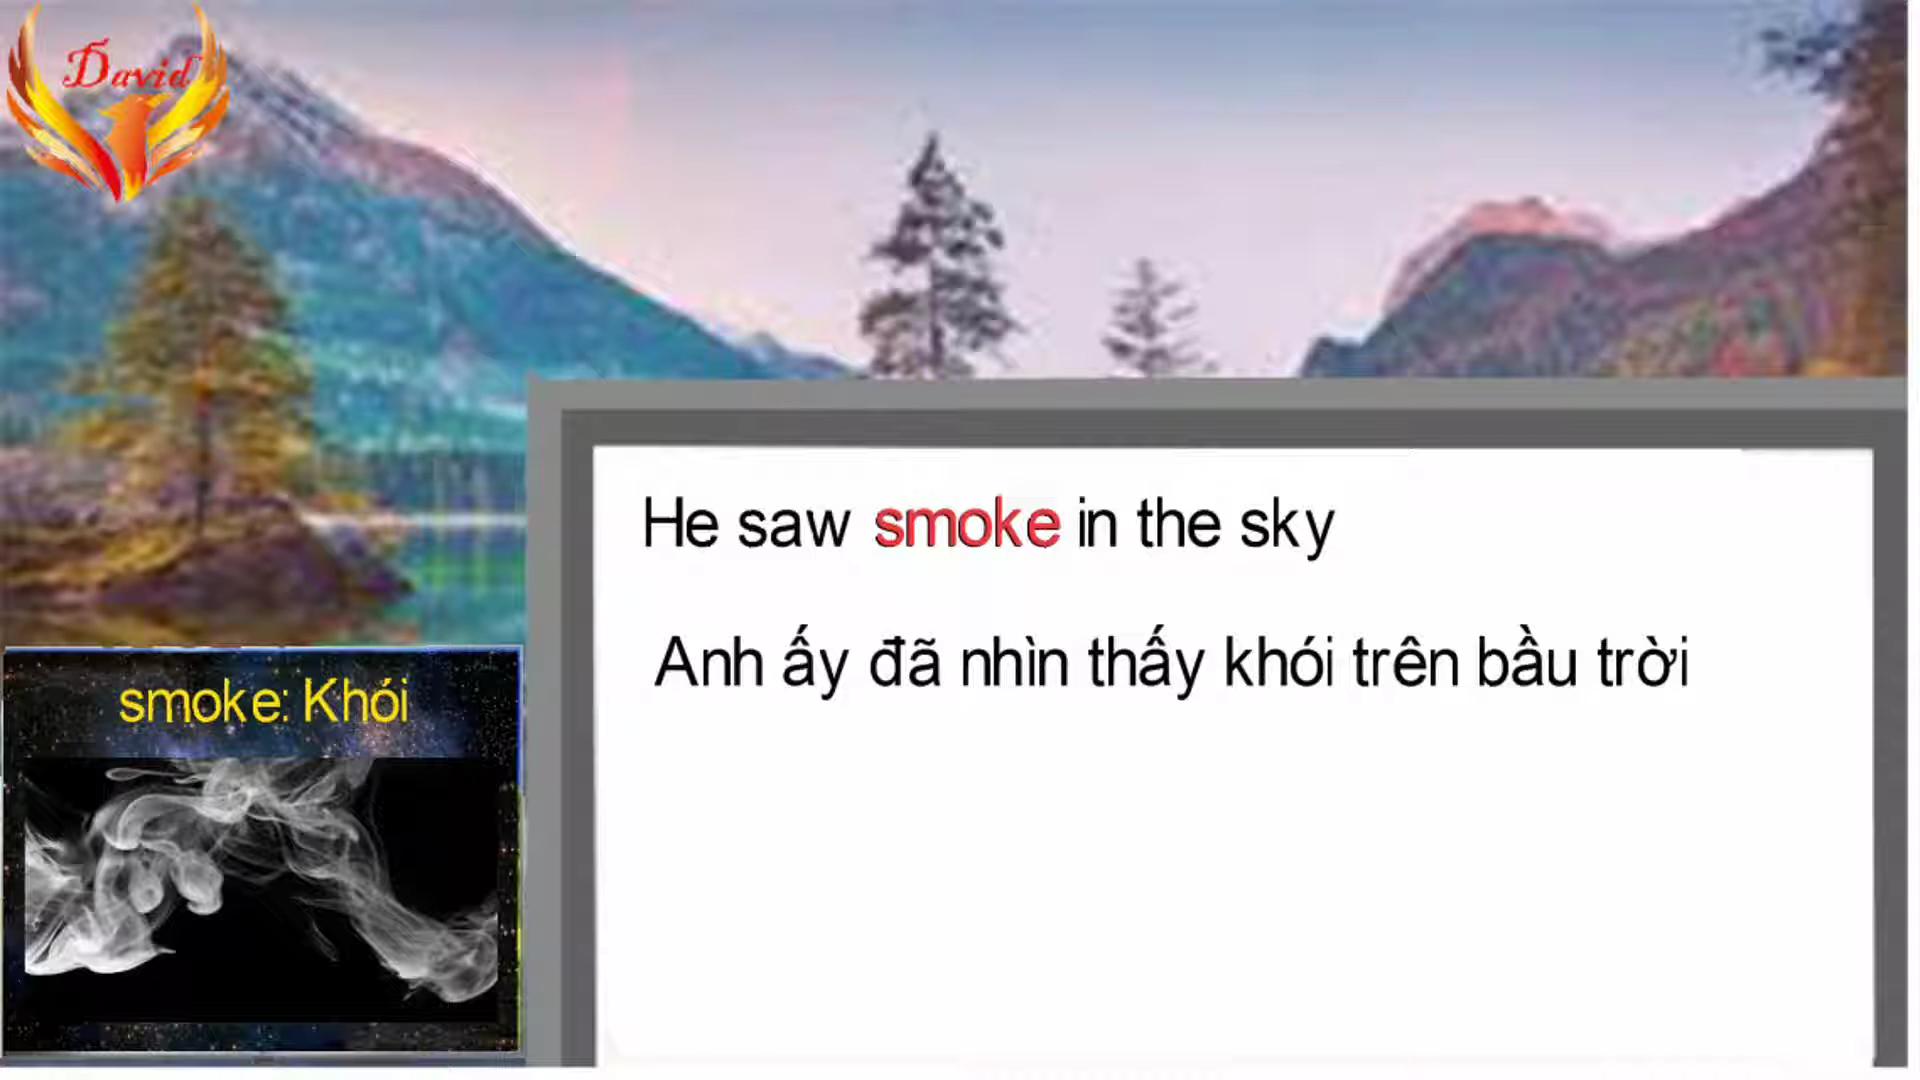 David
He saw smoke in the sky
Anh ấy đã nhìn thấy khói trên bầu trời
smoke: Khói